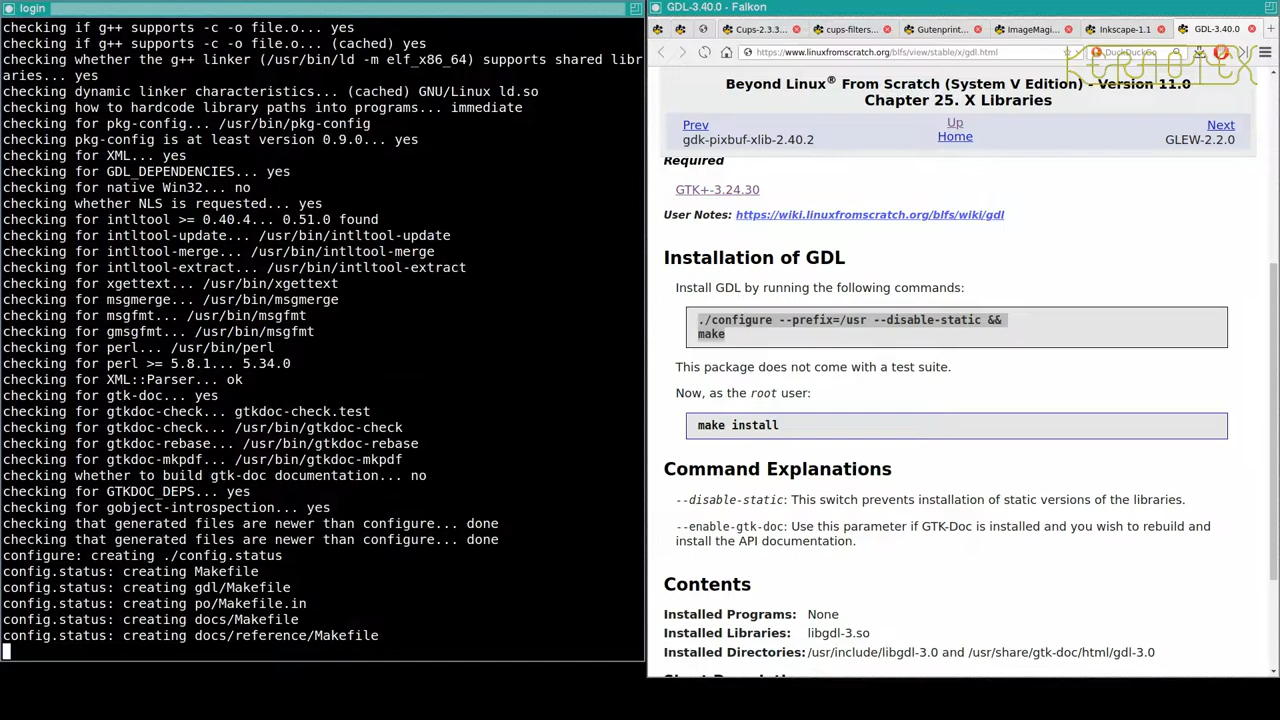 login
checking if g++ supports -c -o file.o... yes
checking if g++ supports -c -o file.o... (cached) yes
checking whether the g++ linker (/usr/bin/ld -m elf_x86_64) supports shared libr
aries... yes
checking dynamic linker characteristics... (cached) GNU/Linux ld.so
checking how to hardcode library paths into programs... immediate
checking for pkg-config... /usr/bin/pkg-config
checking pkg-config is at least version 0.9.0... yes
checking for XML... yes
checking for GDL_DEPENDENCIES... yes
checking for native Win32... no
checking whether NLS is requested... yes
checking for intltool >= 0.40.4... 0.51.0 found
checking for intltool-update... /usr/bin/intltool-update
checking for intltool-merge... /usr/bin/intltool-merge
checking for intltool-extract... /usr/bin/intltool-extract
checking for xgettext... /usr/bin/xgettext
checking for msgmerge... /usr/bin/msgmerge
checking for msgfmt... /usr/bin/msgfmt
checking for gmsgfmt... /usr/bin/msgfmt
checking for perl... /usr/bin/perl
checking for perl >= 5.8.1... 5.34.0
checking for XML::Parser... ok
checking for gtk-doc... yes
checking for gtkdoc-check... gtkdoc-check.test
checking for gtkdoc-check... /usr/bin/gtkdoc-check
checking for gtkdoc-rebase... /usr/bin/gtkdoc-rebase
checking for gtkdoc-mkpdf... /usr/bin/gtkdoc-mkpdf
checking whether to build gtk-doc documentation... no
checking for GTKDOC_DEPS... yes
checking for gobject-introspection... yes
checking that generated files are newer than configure... done
checking that generated files are newer than configure... done
configure: creating ./config.status
config.status: creating Makefile
config.status: creating gdl/Makefile
config.status: creating po/Makefile.in
config.status: creating docs/Makefile
config.status: creating docs/reference/Makefile
GDL-3.40.0 - Falkon
Cups-2.3.3... cups-filters... Gutenprint... ImageMagi... Inkscape-1.1 GDL-3.40.0
https://www.linuxfromscratch.org/blfs/view/stable/x/gdl.html DuckDuckGo
KERNOTEX
Beyond Linux® From Scratch (System V Edition) - Version 11.0
Chapter 25. X Libraries
Prev Up Next
gdk-pixbuf-xlib-2.40.2 Home GLEW-2.2.0
Required
GTK+-3.24.30
User Notes: https://wiki.linuxfromscratch.org/blfs/wiki/gdl
Installation of GDL
Install GDL by running the following commands:
./configure --prefix=/usr --disable-static &&
make
This package does not come with a test suite.
Now, as the root user:
make install
Command Explanations
--disable-static: This switch prevents installation of static versions of the libraries.
--enable-gtk-doc: Use this parameter if GTK-Doc is installed and you wish to rebuild and
install the API documentation.
Contents
Installed Programs: None
Installed Libraries: libgdl-3.so
Installed Directories: /usr/include/libgdl-3.0 and /usr/share/gtk-doc/html/gdl-3.0